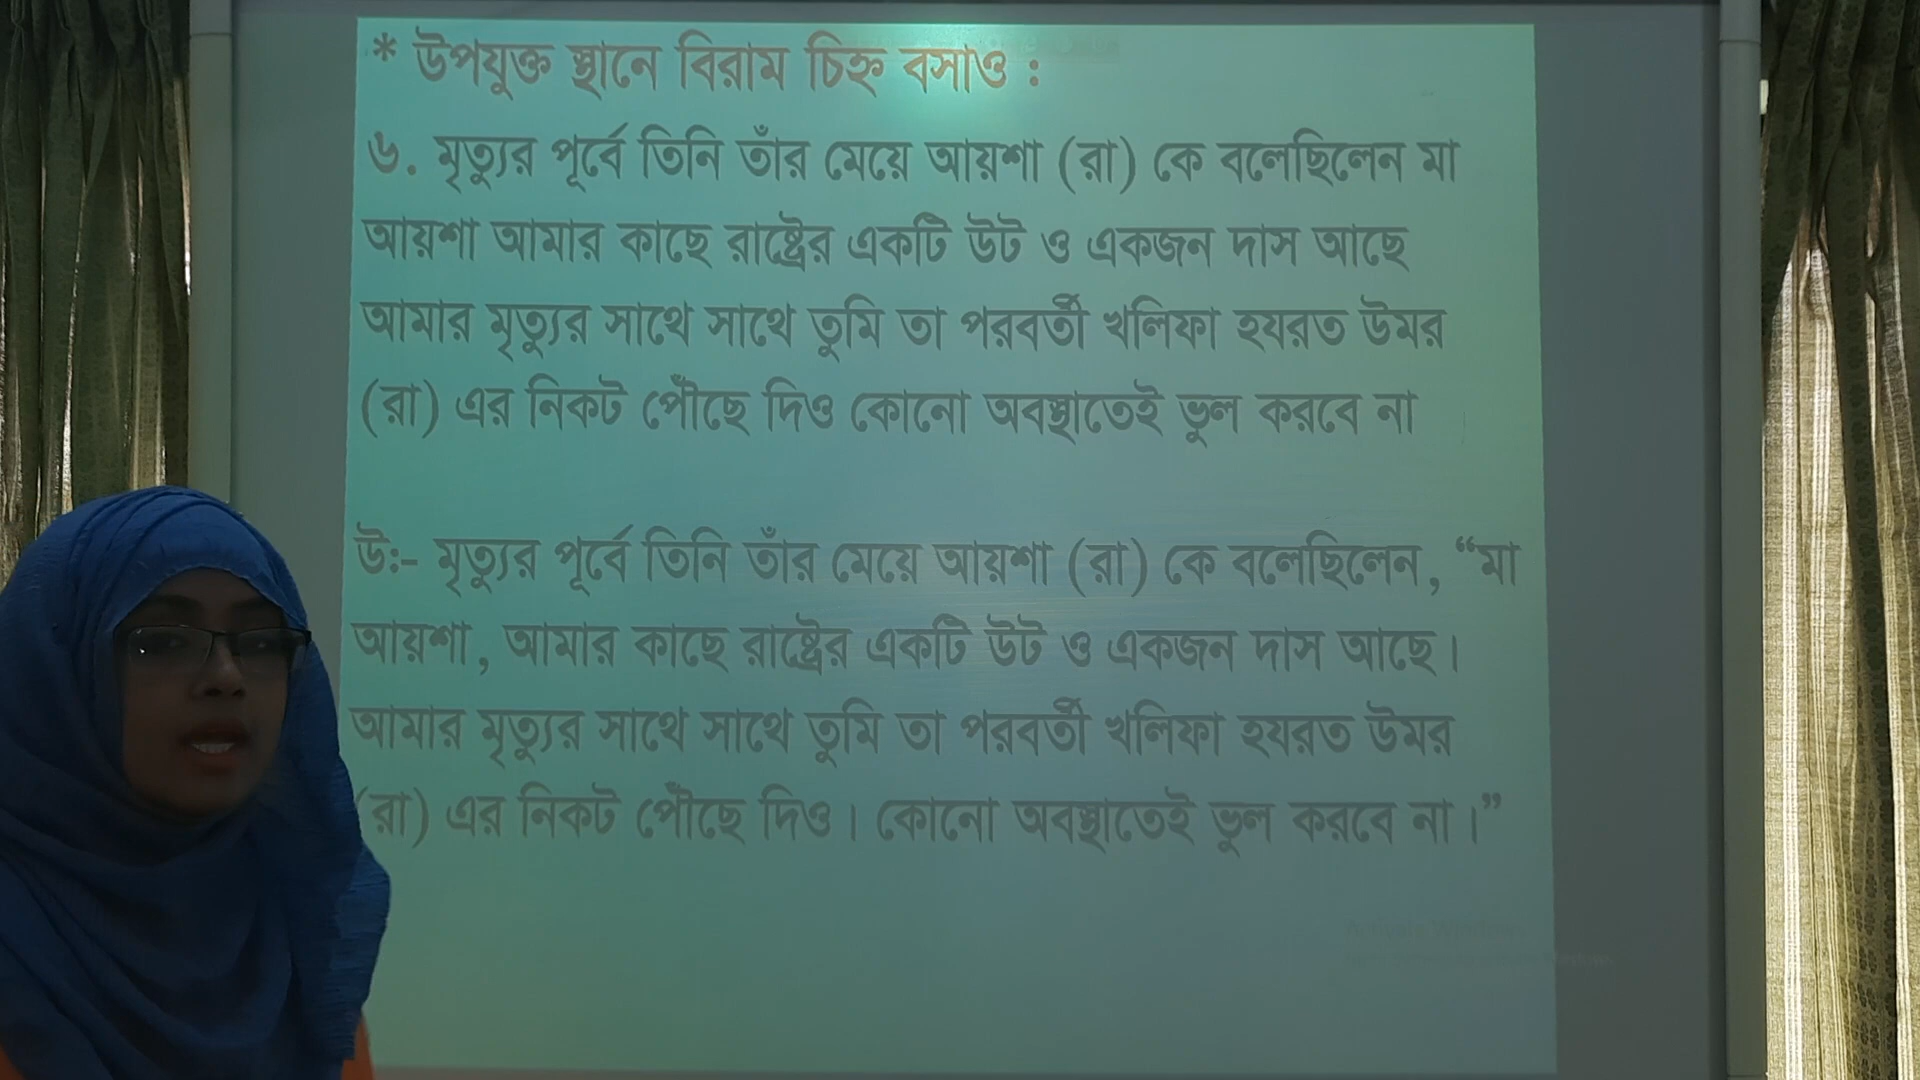 * উপযুক্ত স্থানে বিরাম চিহ্ন বসাও :
৬. মৃত্যুর পূর্বে তিনি তাঁর মেয়ে আয়শা (রা) কে বলেছিলেন মা
আয়শা আমার কাছে রাষ্ট্রের একটি উট ও একজন দাস আছে
আমার মৃত্যুর সাথে সাথে তুমি তা পরবর্তী খলিফা হযরত উমর
(রা) এর নিকট পৌঁছে দিও কোনো অবস্থাতেই ভুল করবে না
উঃ- মৃত্যুর পূর্বে তিনি তাঁর মেয়ে আয়শা (রা) কে বলেছিলেন, “মা
আয়শা, আমার কাছে রাষ্ট্রের একটি উট ও একজন দাস আছে।
আমার মৃত্যুর সাথে সাথে তুমি তা পরবর্তী খলিফা হযরত উমর
(রা) এর নিকট পৌঁছে দিও। কোনো অবস্থাতেই ভুল করবে না।”